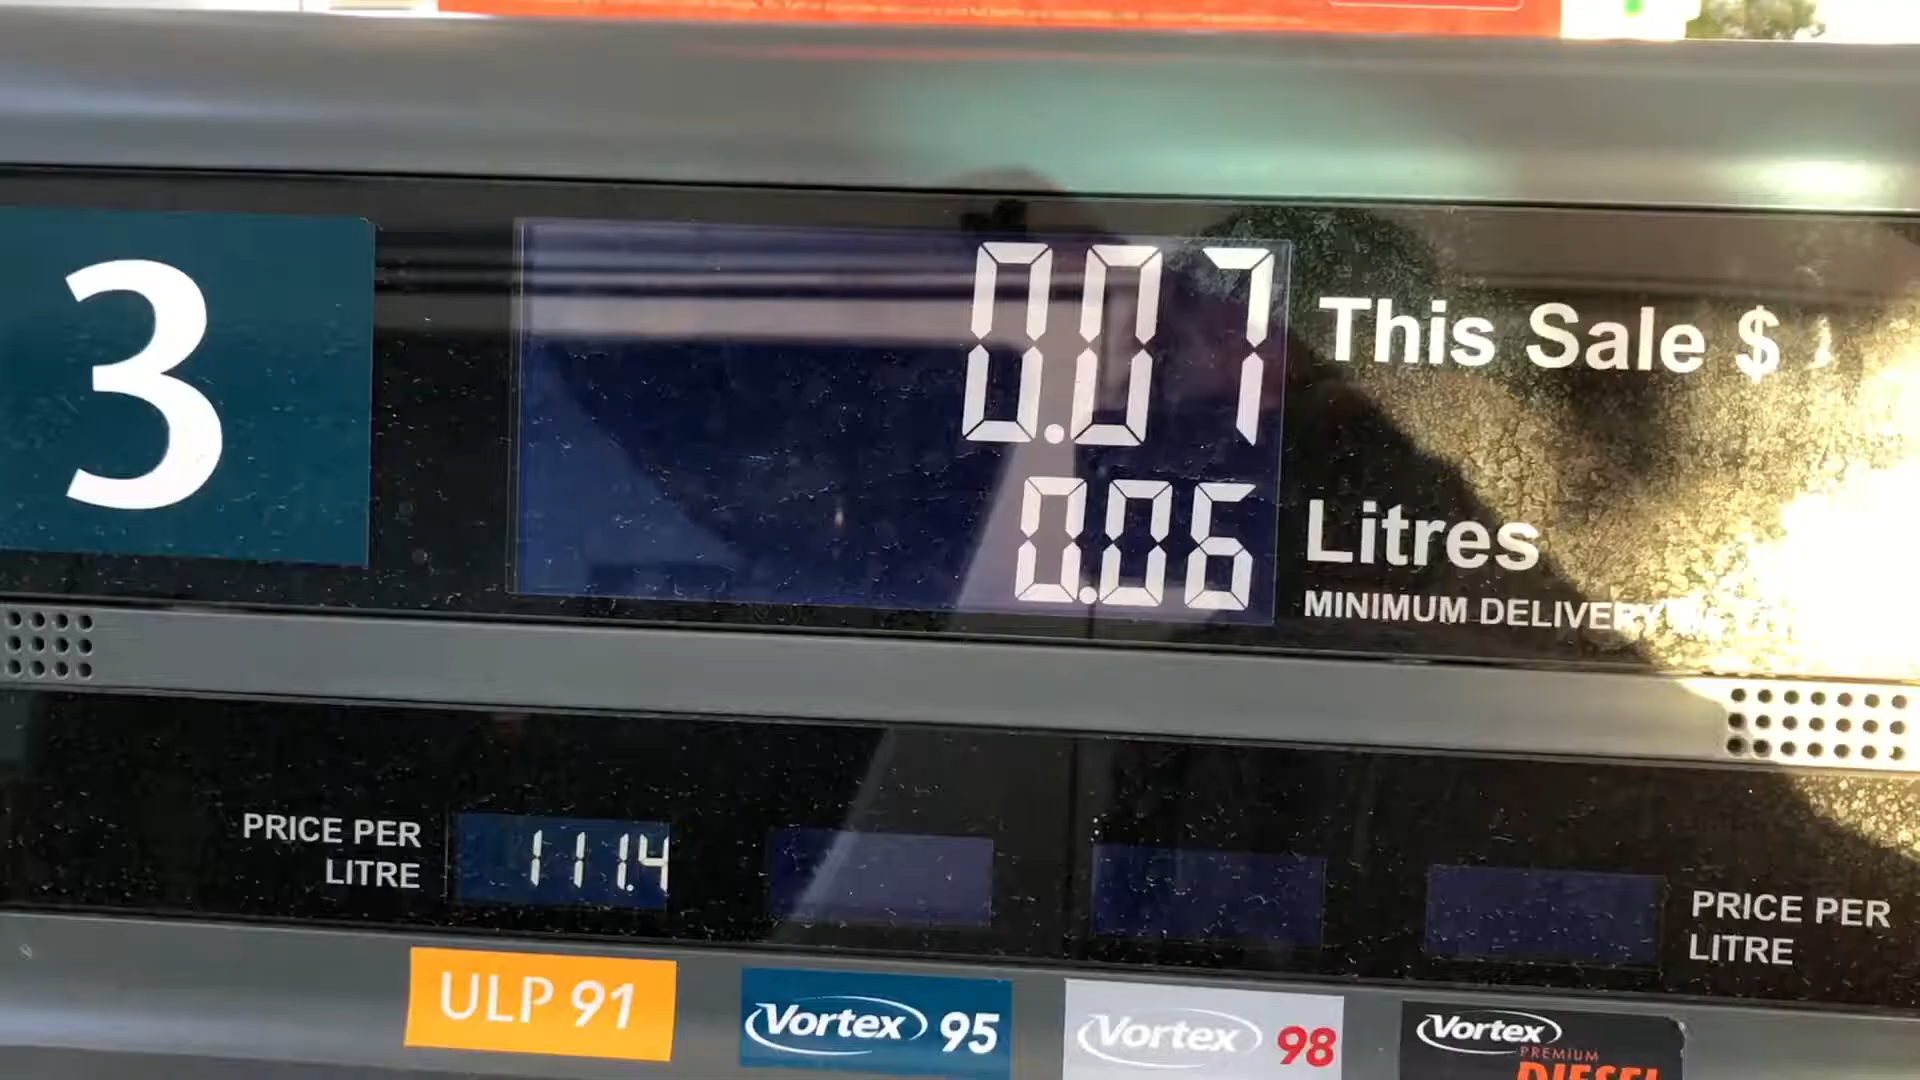 3
0.07 This Sale $
0.06 Litres
MINIMUM DELIVERY
PRICE PER
LITRE
111.4
PRICE PER
LITRE
ULP 91
Vortex 95
Vortex 98
Vortex
PREMIUM
DIESEL